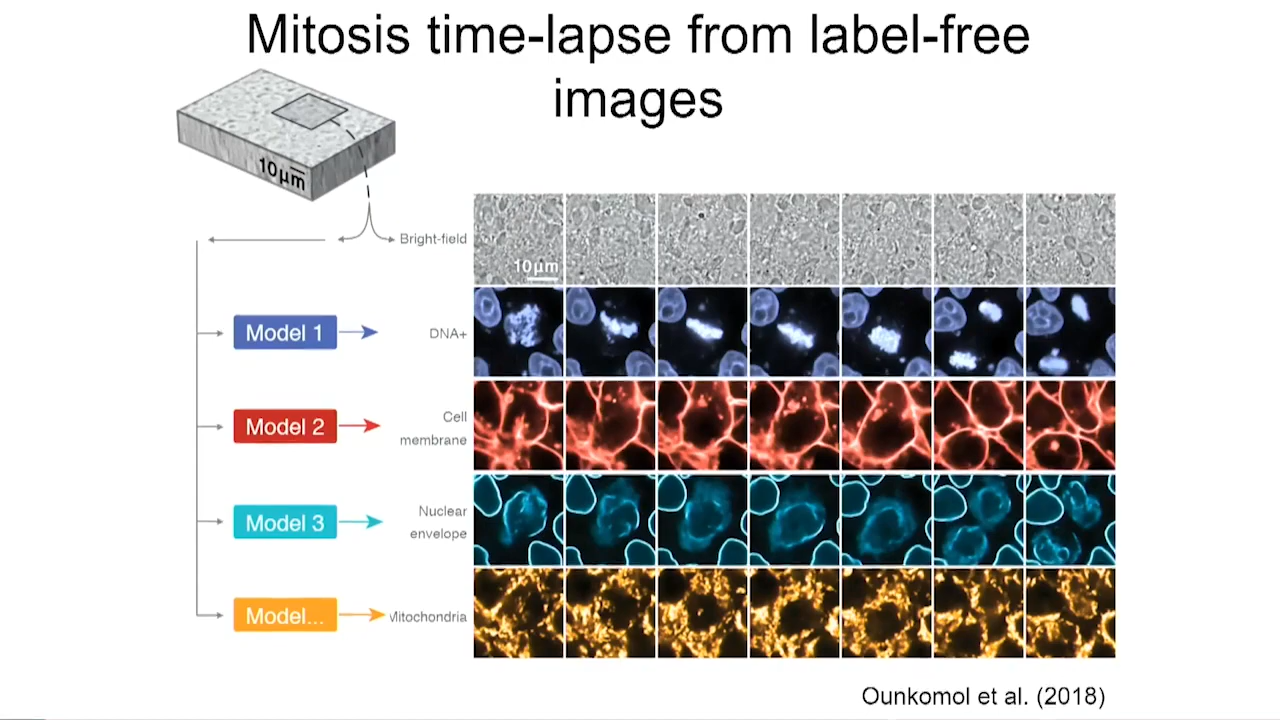 Mitosis time-lapse from label-free
images
10μm
Bright-field
10μm
Model 1
DNA+
Model 2
Cell
membrane
Model 3
Nuclear
envelope
Model...
Mitochondria
Ounkomol et al. (2018)